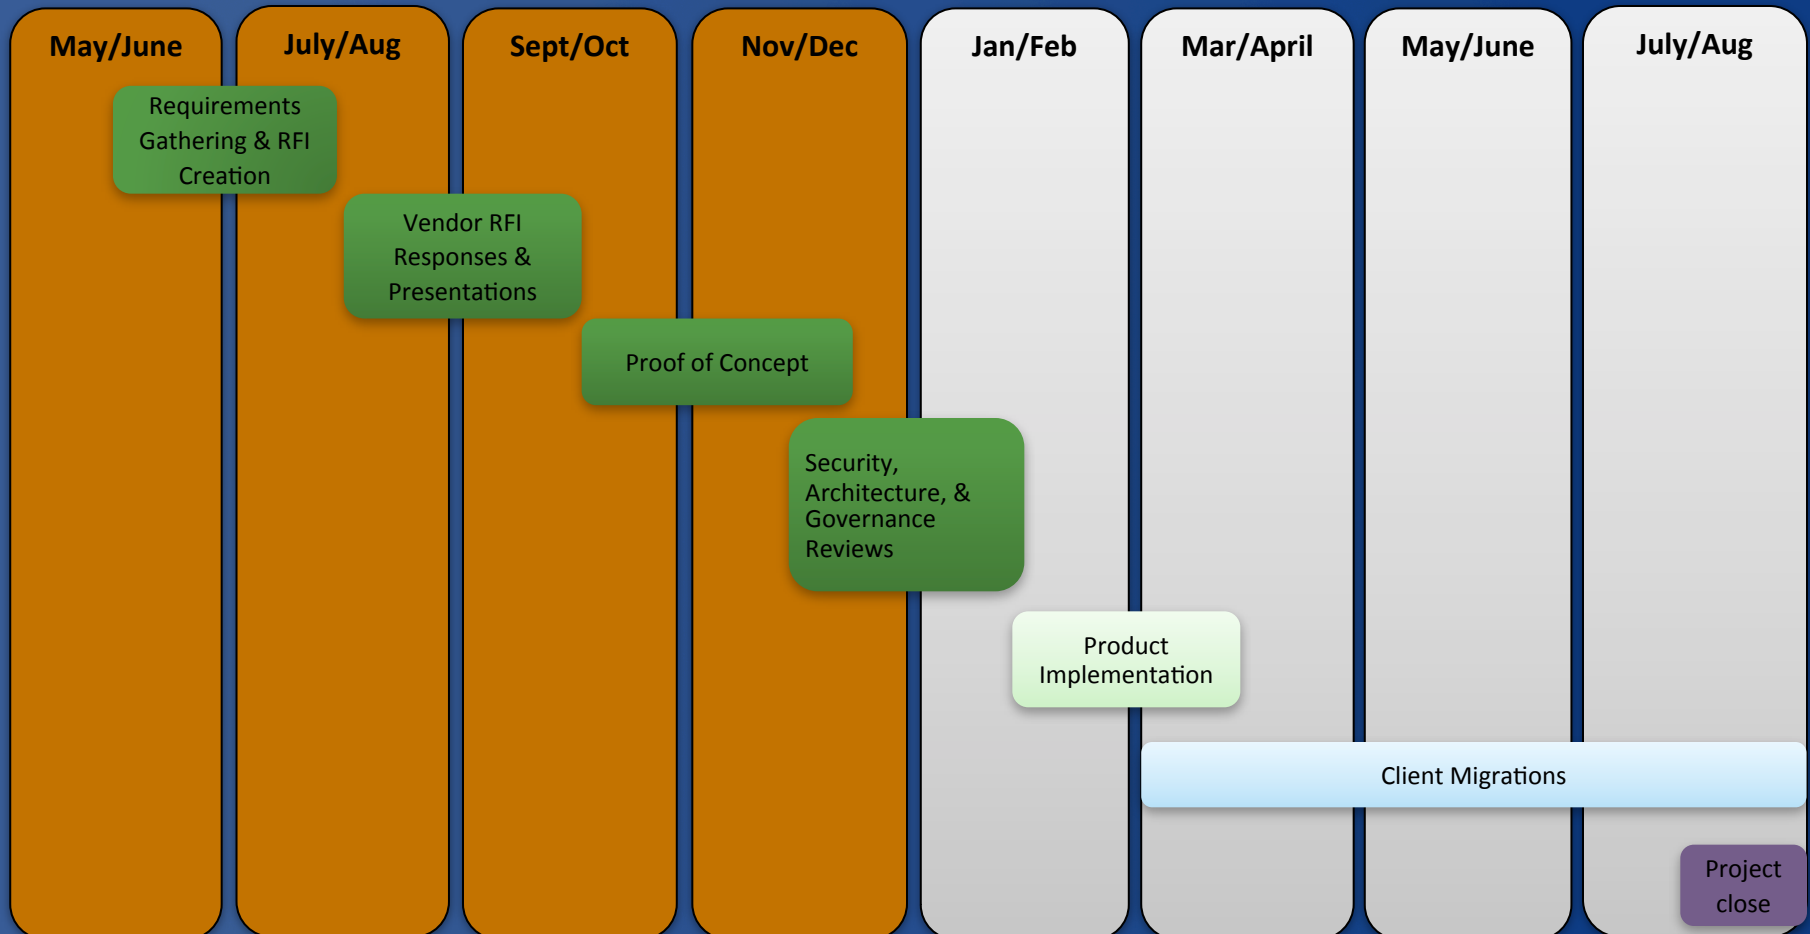 May/June
July/Aug
Sept/Oct
Nov/Dec
Jan/Feb
Mar/April
May/June
July/Aug
Requirements
Gathering & RFI
Creation
Vendor RFI
Responses &
Presentations
Proof of Concept
Security,
Architecture, &
Governance
Reviews
Product
Implementation
Client Migrations
Project
close